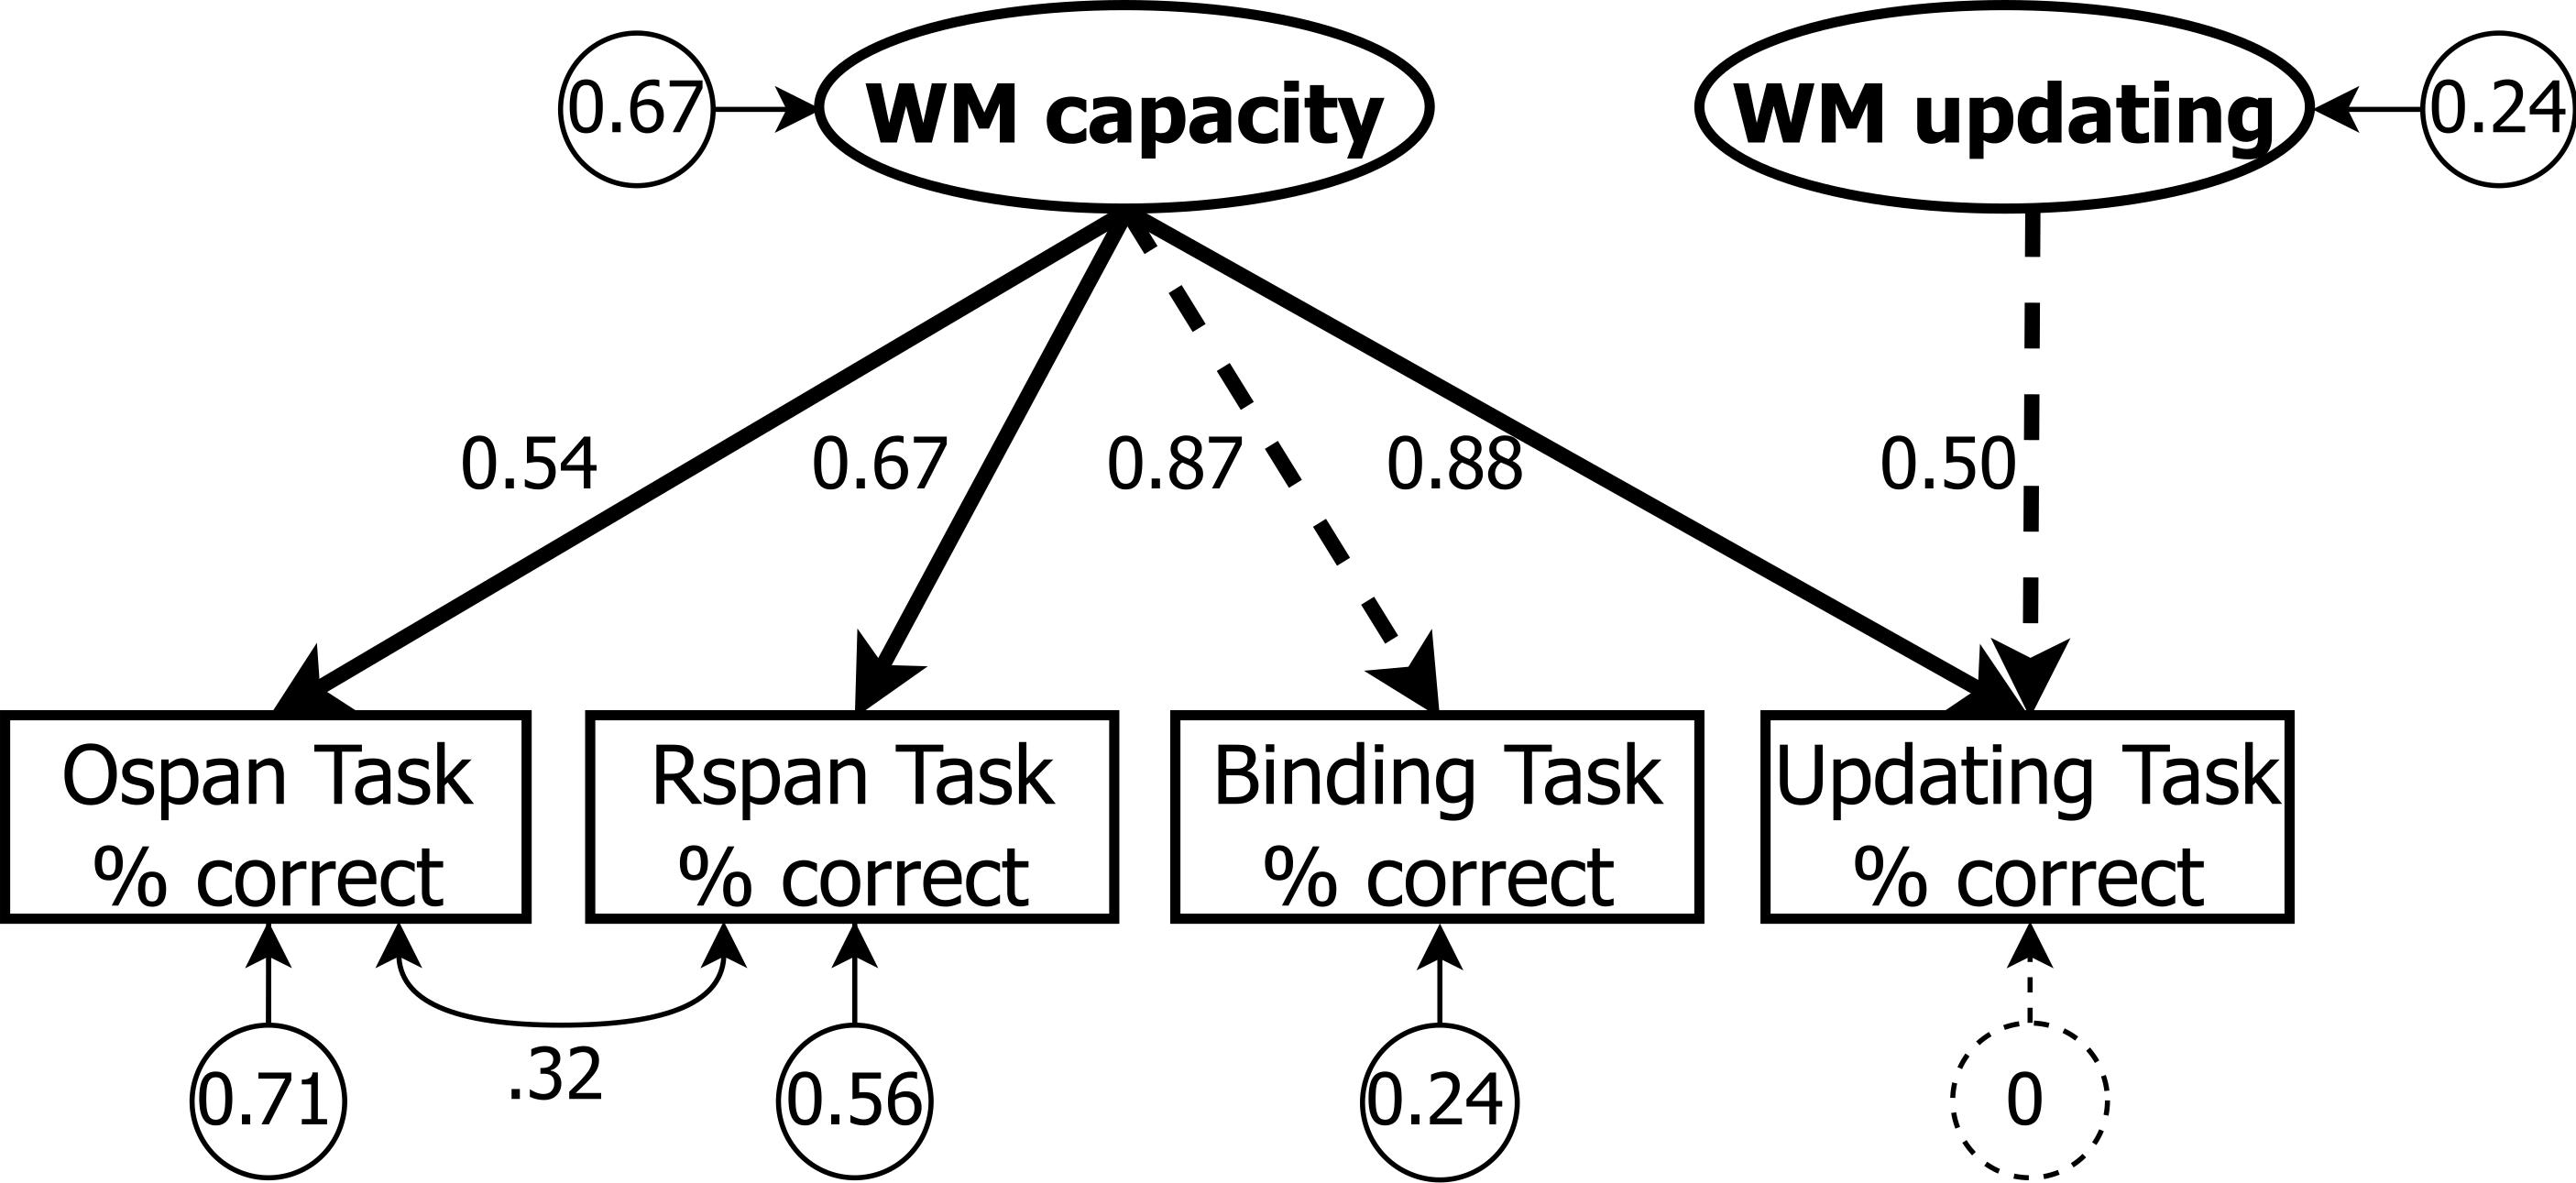 0.67
WM capacity
WM updating
0.24
0.54
0.67
0.87
0.88
0.50
Ospan Task
% correct
Rspan Task
% correct
Binding Task
% correct
Updating Task
% correct
.32
0.71
0.56
0.24
0